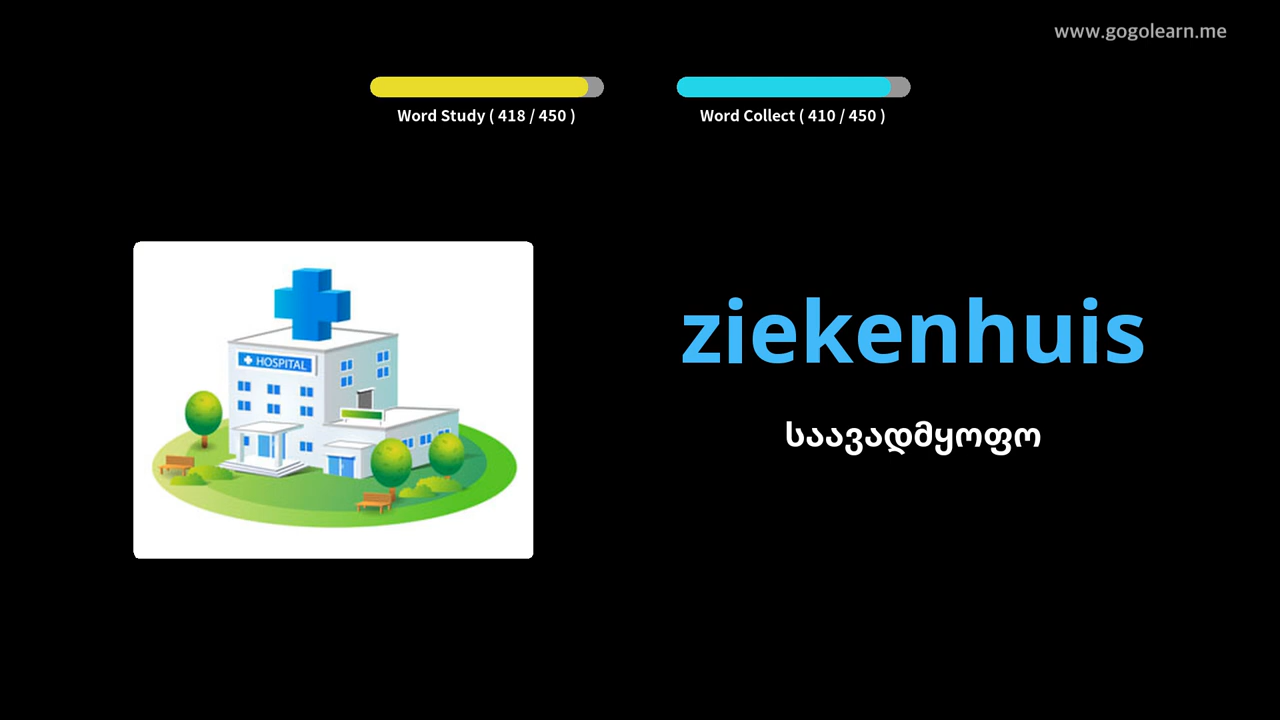 www.gogolearn.me
Word Study ( 418 / 450 )
Word Collect ( 410 / 450 )
HOSPITAL
ziekenhuis
საავადმყოფო